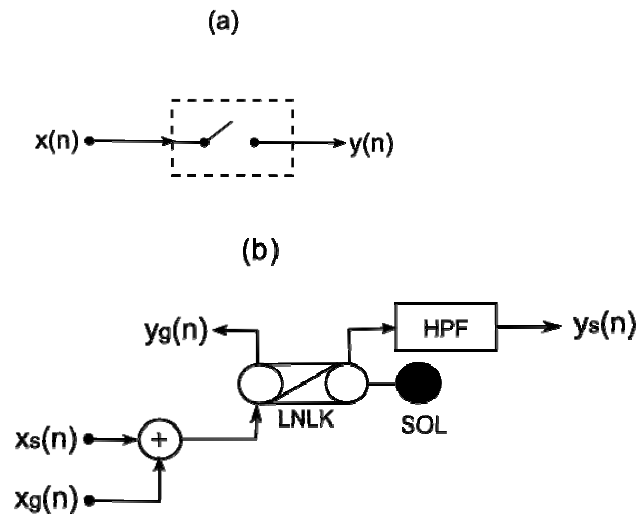 (a)
x(n) y(n)
(b)
yg(n) HPF ys(n)
LNLK SOL
xs(n) +
xg(n)